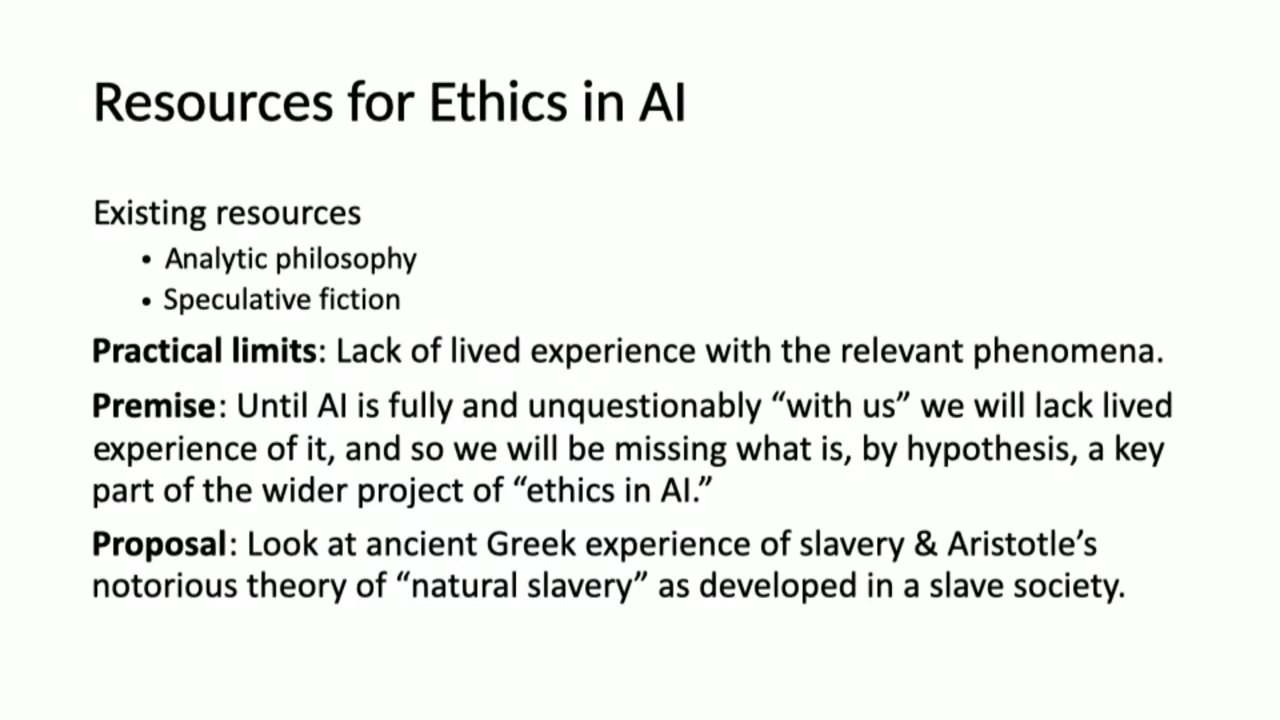 Resources for Ethics in AI
Existing resources
• Analytic philosophy
• Speculative fiction
Practical limits: Lack of lived experience with the relevant phenomena.
Premise: Until AI is fully and unquestionably “with us” we will lack lived
experience of it, and so we will be missing what is, by hypothesis, a key
part of the wider project of “ethics in AI.”
Proposal: Look at ancient Greek experience of slavery & Aristotle’s
notorious theory of “natural slavery” as developed in a slave society.